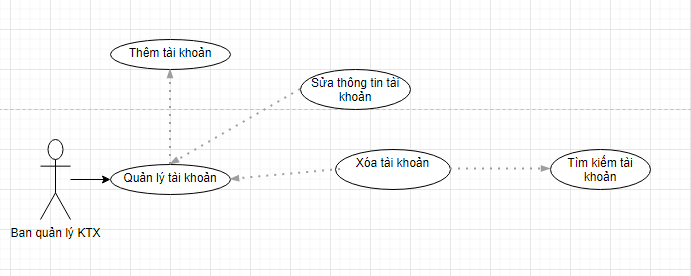 Thêm tài khoản
Sửa thông tin tài
khoản
Xóa tài khoản
Tìm kiếm tài
khoản
Quản lý tài khoản
Ban quản lý KTX